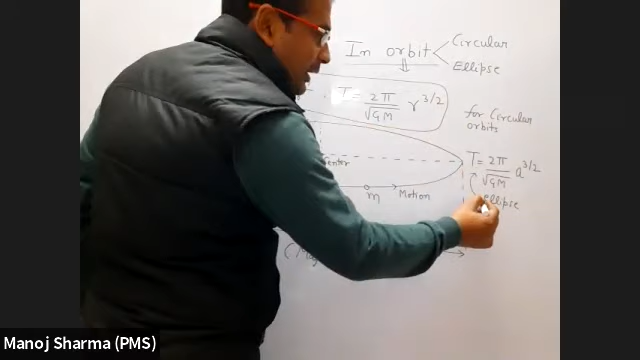 In orbit
Circular
Ellipse
T = 2π/√GM r^3/2
for Circular
orbits
T = 2π/√GM a^3/2
ellipse
m
Motion
Manoj Sharma (PMS)